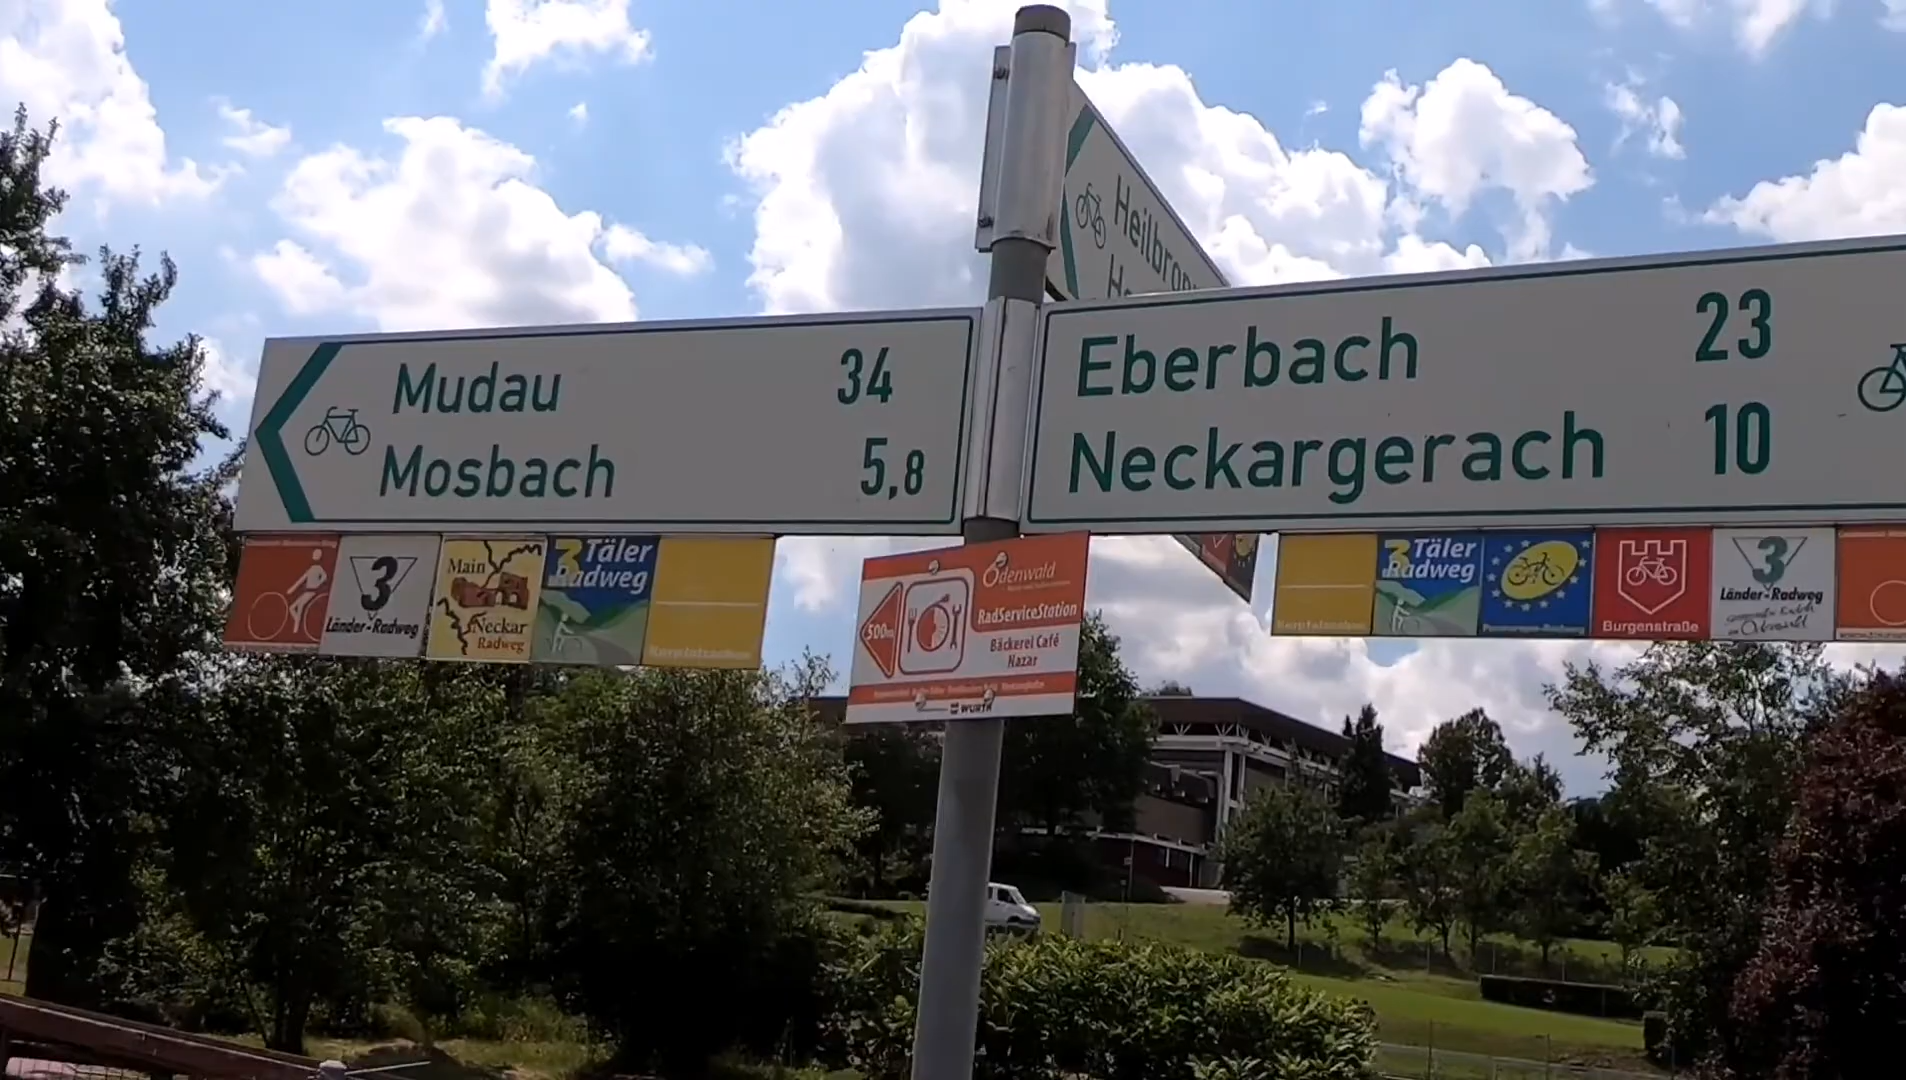 Heilbronn
Mudau 34
Mosbach 5,8
Eberbach 23
Neckargerach 10
3
Länder-Radweg
Main
Neckar
Radweg
3 Täler
Radweg
Odenwald
RadServiceStation
500m
Bäckerei Café
Nazar
WÜRTH
3 Täler
Radweg
Burgenstraße
3
Länder-Radweg